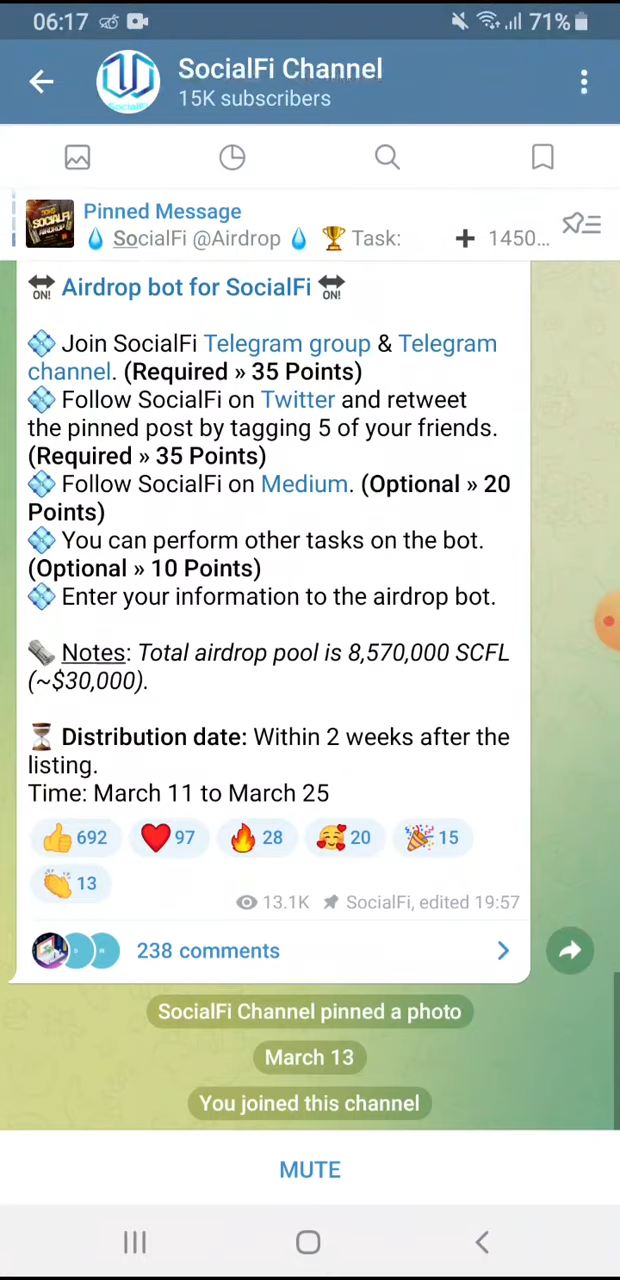 06:17
71%
SocialFi Channel
15K subscribers
Pinned Message
💧 SocialFi @Airdrop 💧 🏆 Task: ➕ 1450...
ON! Airdrop bot for SocialFi ON!
💠 Join SocialFi Telegram group & Telegram
channel. (Required » 35 Points)
💠 Follow SocialFi on Twitter and retweet
the pinned post by tagging 5 of your friends.
(Required » 35 Points)
💠 Follow SocialFi on Medium. (Optional » 20
Points)
💠 You can perform other tasks on the bot.
(Optional » 10 Points)
💠 Enter your information to the airdrop bot.
🗞 Notes: Total airdrop pool is 8,570,000 SCFL
(~$30,000).
⏳ Distribution date: Within 2 weeks after the
listing.
Time: March 11 to March 25
👍 692 ❤️ 97 🔥 28 🥰 20 🎉 15
👏 13
13.1K SocialFi, edited 19:57
238 comments
SocialFi Channel pinned a photo
March 13
You joined this channel
MUTE